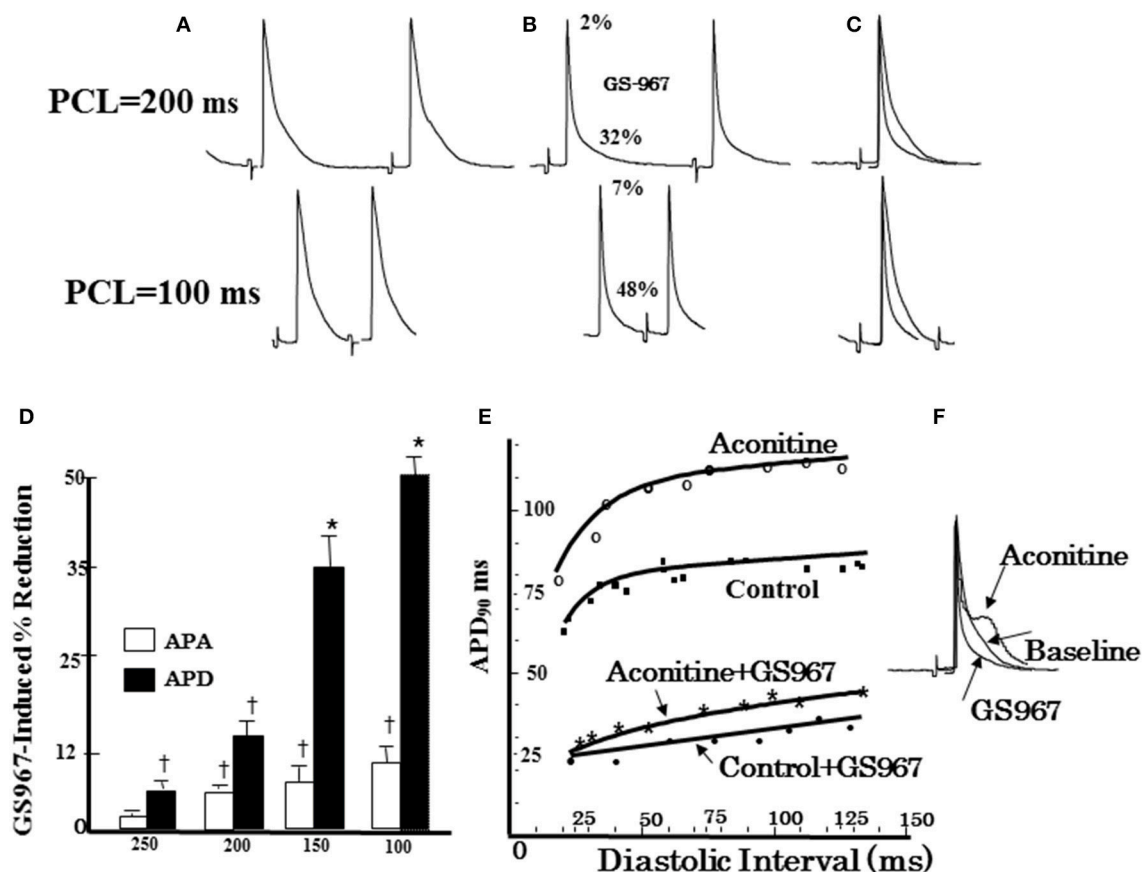 A
B
C
PCL=200 ms
2%
GS-967
32%
7%
PCL=100 ms
48%
D
E
F
GS967-Induced % Reduction
50
35
25
12
0
*
*
†
†
†
†
†
†
APA
APD
250
200
150
100
APD90 ms
100
75
50
25
Aconitine
Control
Aconitine+GS967
Control+GS967
0
25
50
75
100
125
150
Diastolic Interval (ms)
Aconitine
Baseline
GS967